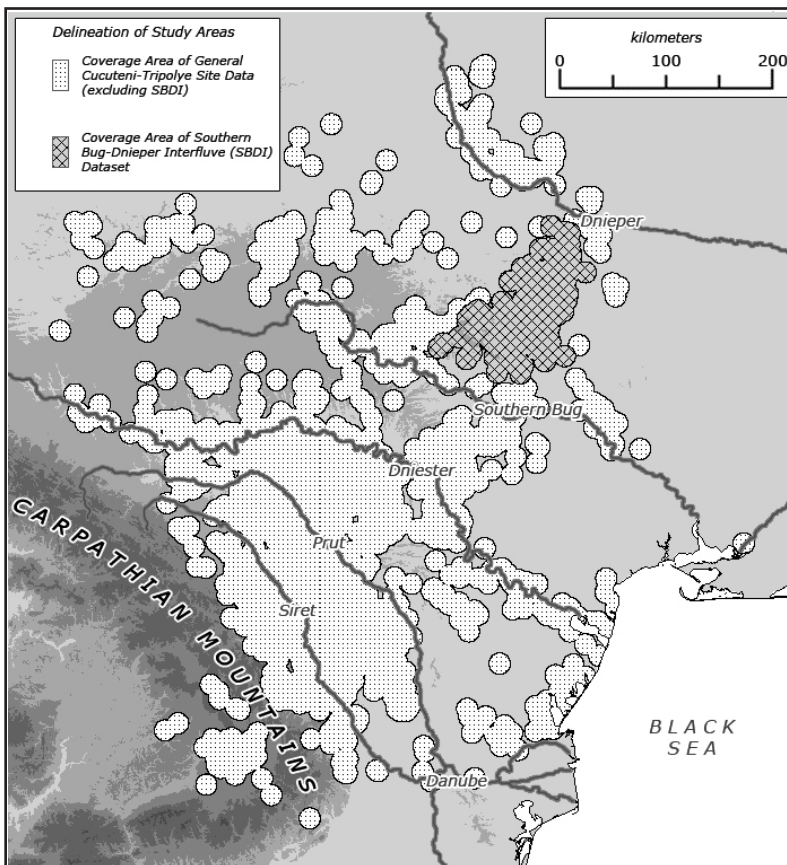 Delineation of Study Areas
Coverage Area of General
Cucuteni-Tripolye Site Data
(excluding SBDI)
Coverage Area of Southern
Bug-Dnieper Interfluve (SBDI)
Dataset
kilometers
0 100 200
Dnieper
Southern Bug
Dniester
Prut
Siret
CARPATHIAN MOUNTAINS
BLACK
SEA
Danube